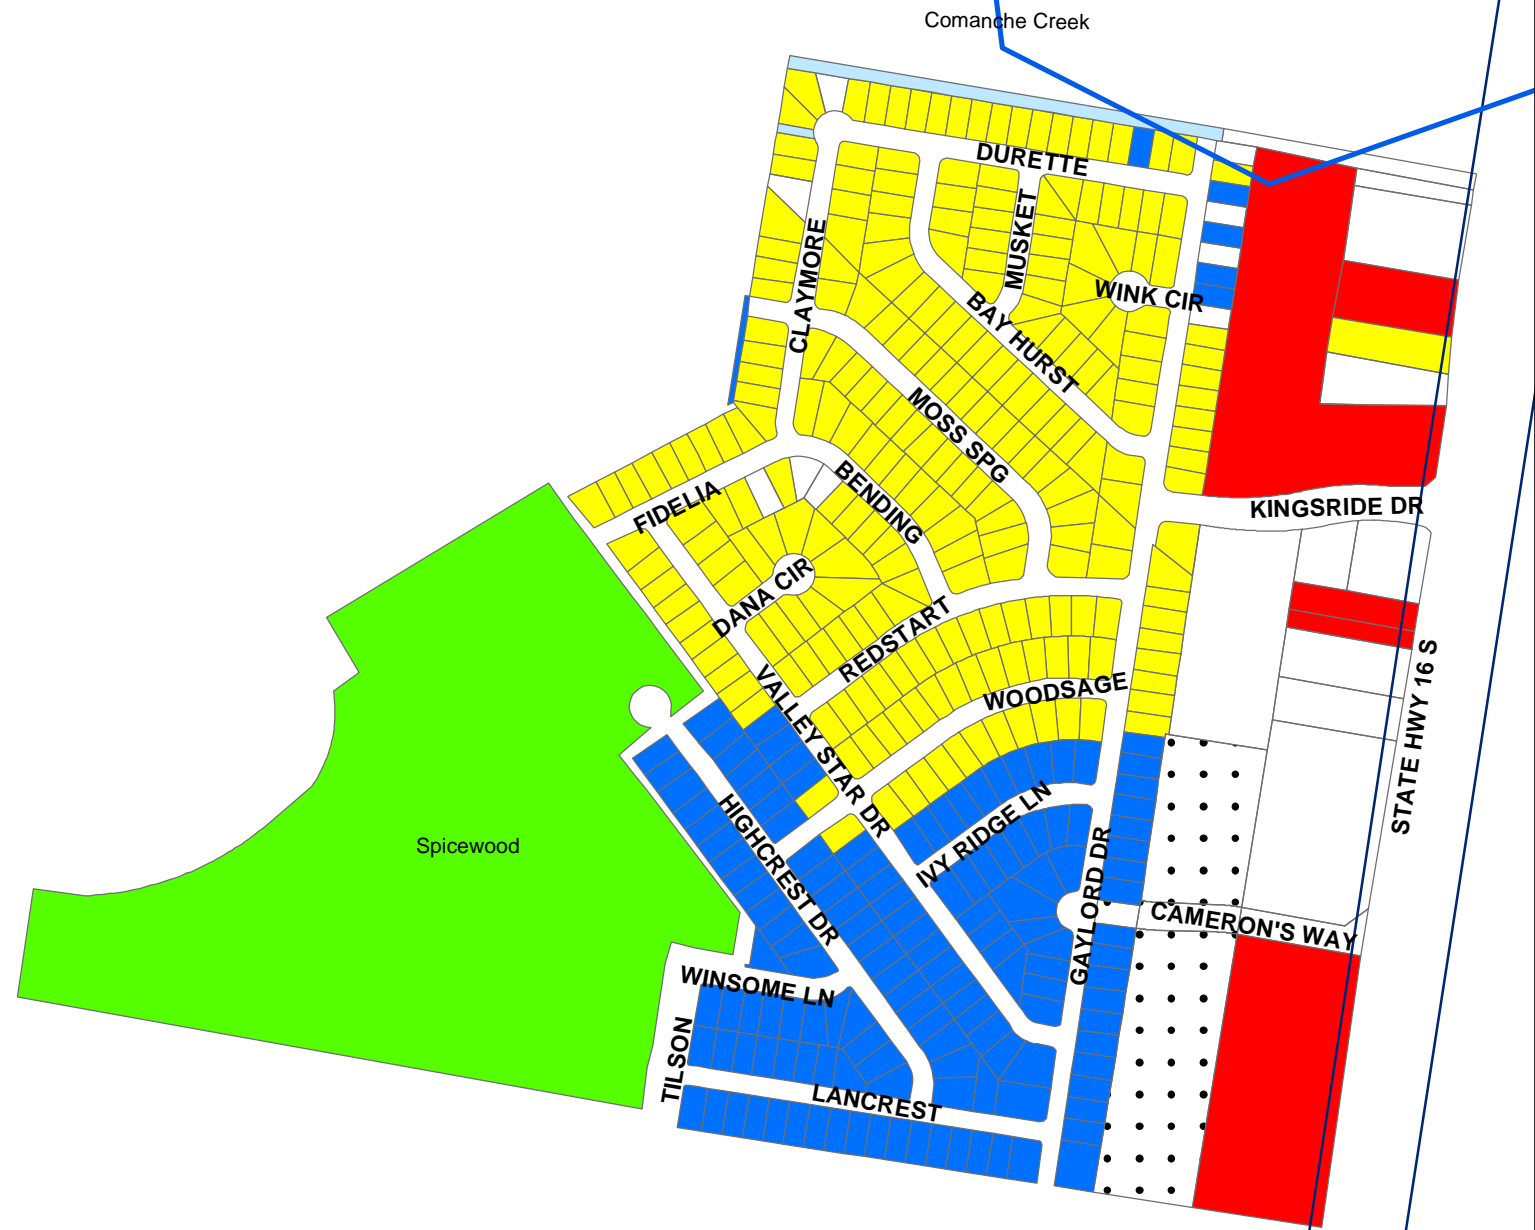 Comanche Creek
DURETTE
MUSKET
CLAYMORE
WINK CIR
BAY HURST
MOSS SPG
BENDING
FIDELIA
KINGSRIDE DR
DANA CIR
REDSTART
WOODSAGE
VALLEY STAR DR
STATE HWY 16 S
HIGHCREST DR
IVY RIDGE LN
Spicewood
GAYLORD DR
CAMERON'S WAY
WINSOME LN
TILSON
LANCREST